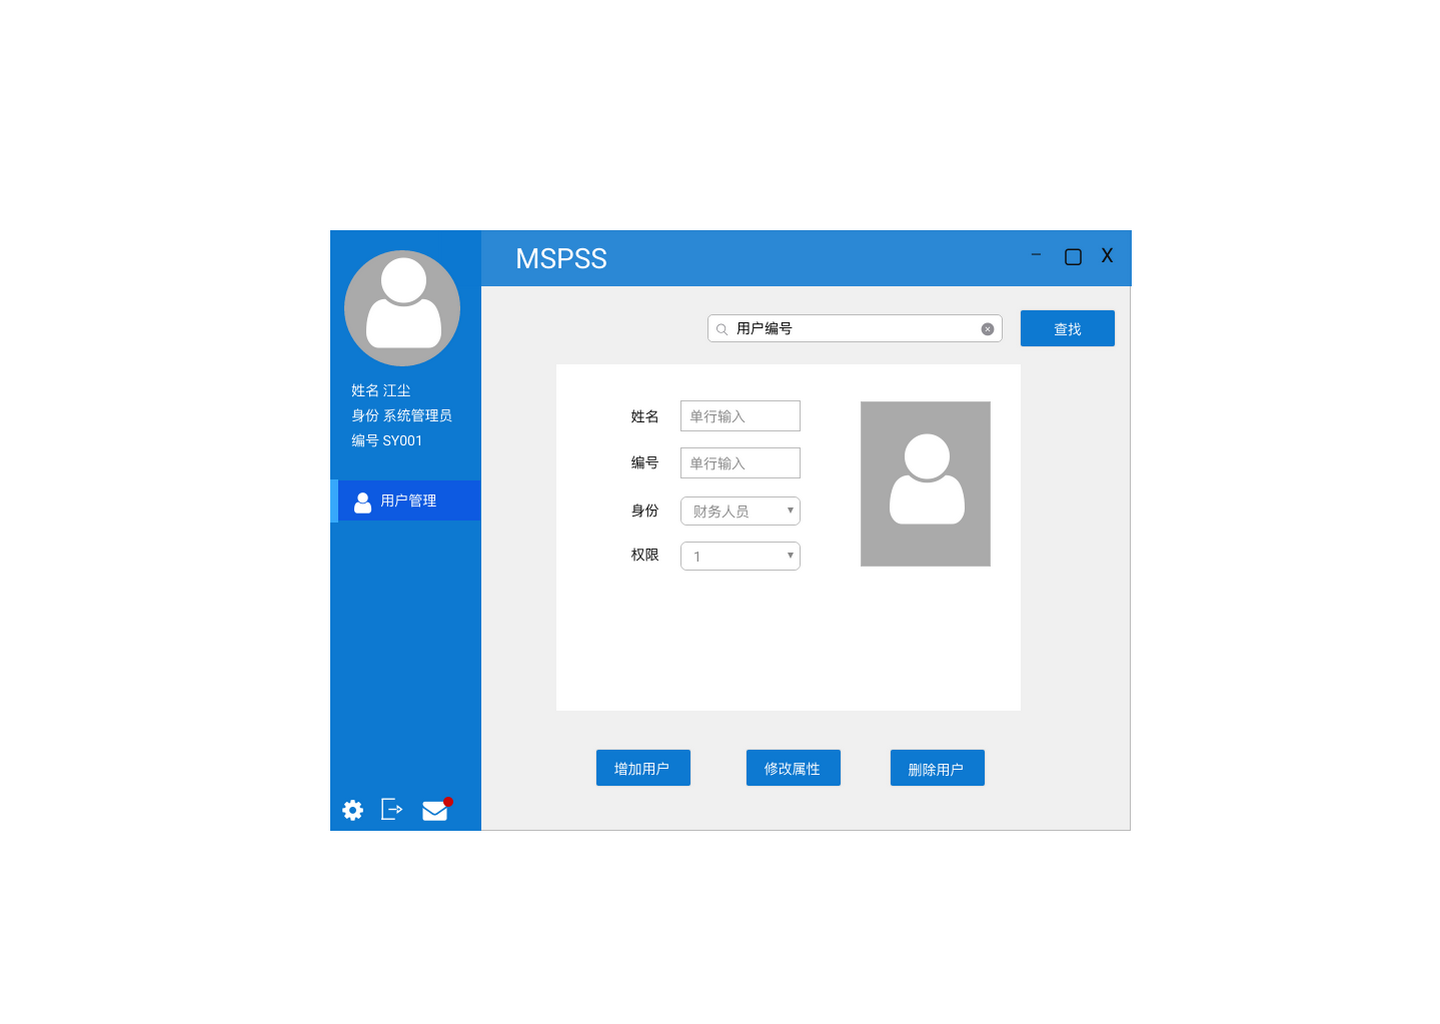 MSPSS
姓名 江尘
身份 系统管理员
编号 SY001
用户管理
用户编号
查找
姓名 单行输入
编号 单行输入
身份 财务人员
权限 1
增加用户 修改属性 删除用户